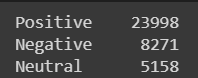 Positive    23998
Negative     8271
Neutral      5158